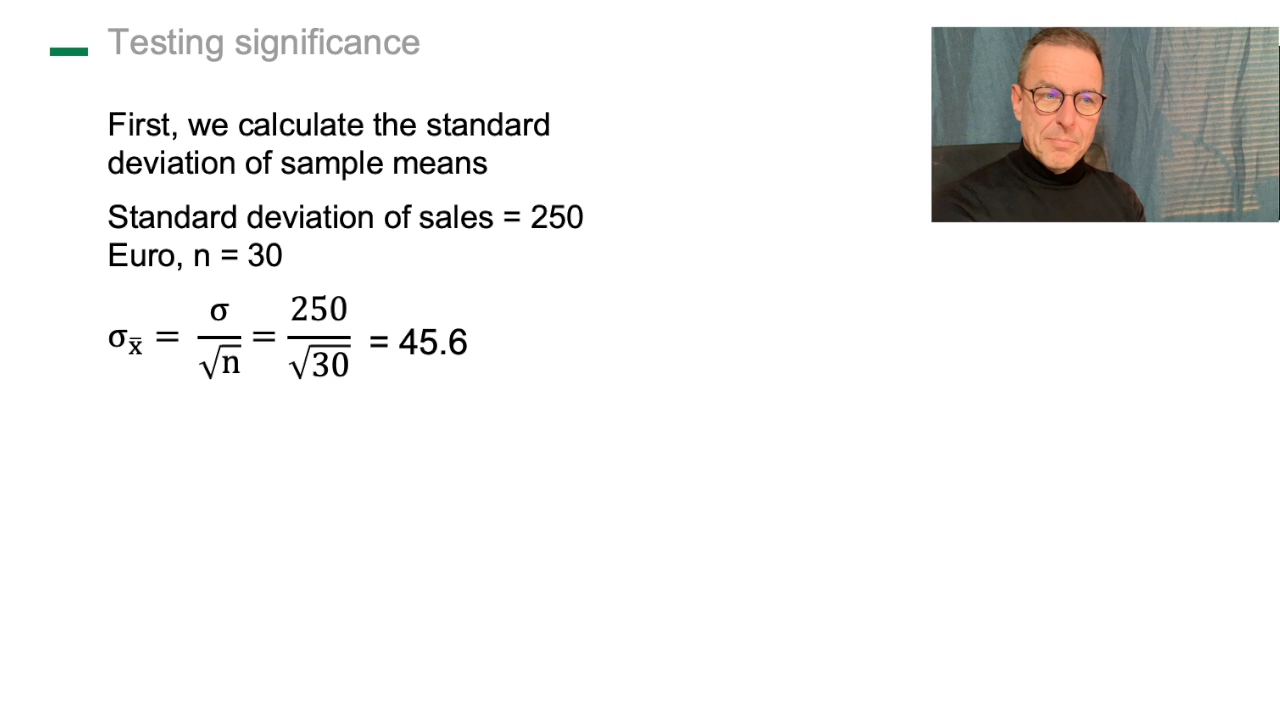 Testing significance
First, we calculate the standard
deviation of sample means
Standard deviation of sales = 250
Euro, n = 30
σx̄ = σ/√n = 250/√30 = 45.6